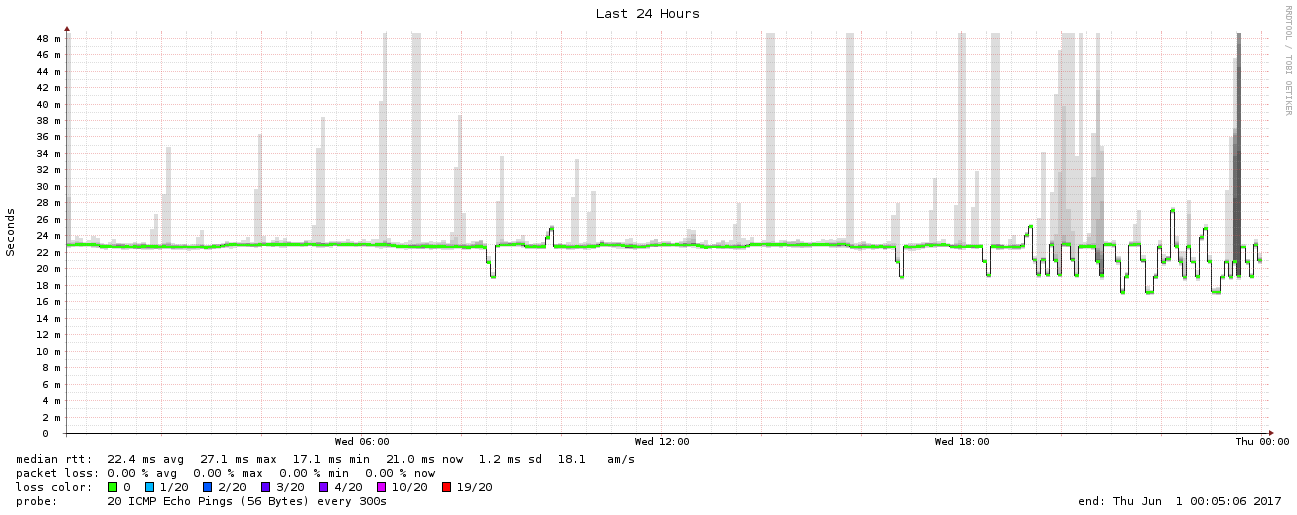 Last 24 Hours
RRDTOOL / TOBI OETIKER
Seconds
48 m
46 m
44 m
42 m
40 m
38 m
36 m
34 m
32 m
30 m
28 m
26 m
24 m
22 m
20 m
18 m
16 m
14 m
12 m
10 m
8 m
6 m
4 m
2 m
0
Wed 06:00 Wed 12:00 Wed 18:00 Thu 00:00
median rtt: 22.4 ms avg 27.1 ms max 17.1 ms min 21.0 ms now 1.2 ms sd 18.1 am/s
packet loss: 0.00 % avg 0.00 % max 0.00 % min 0.00 % now
loss color: 0 1/20 2/20 3/20 4/20 10/20 19/20
probe: 20 ICMP Echo Pings (56 Bytes) every 300s end: Thu Jun 1 00:05:06 2017